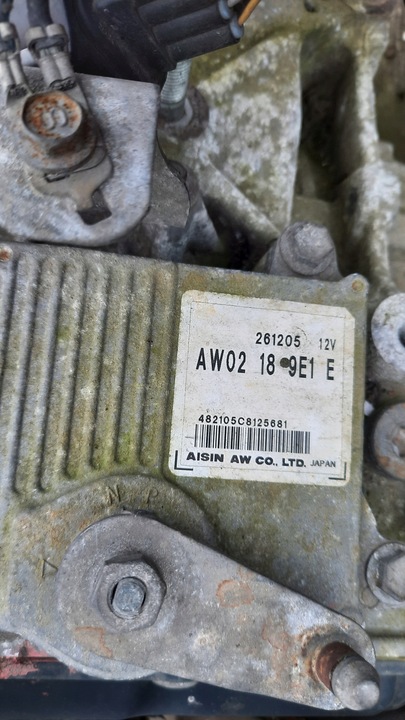 S
261205 12V
AW02 18 9E1 E
482105C8125681
AISIN AW CO., LTD. JAPAN
N R